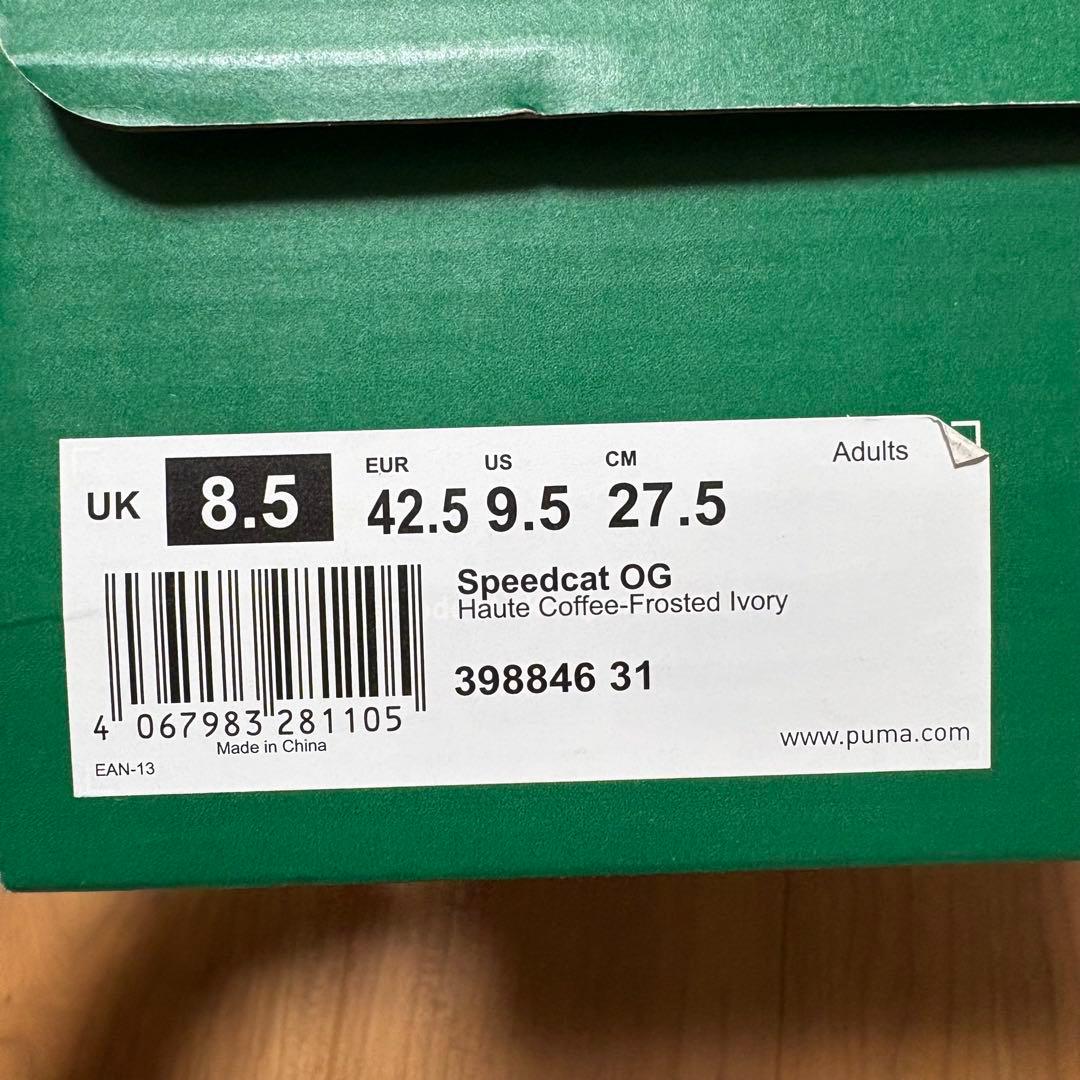 UK 8.5
EUR US CM
42.5 9.5 27.5
Adults
Speedcat OG
Haute Coffee-Frosted Ivory
398846 31
4 067983 281105
Made in China
EAN-13
www.puma.com